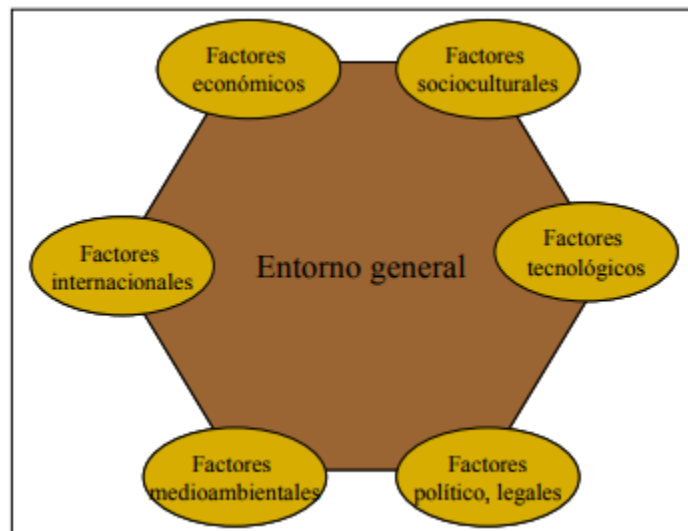 Factores
económicos
Factores
socioculturales
Factores
internacionales
Entorno general
Factores
tecnológicos
Factores
medioambientales
Factores
político, legales